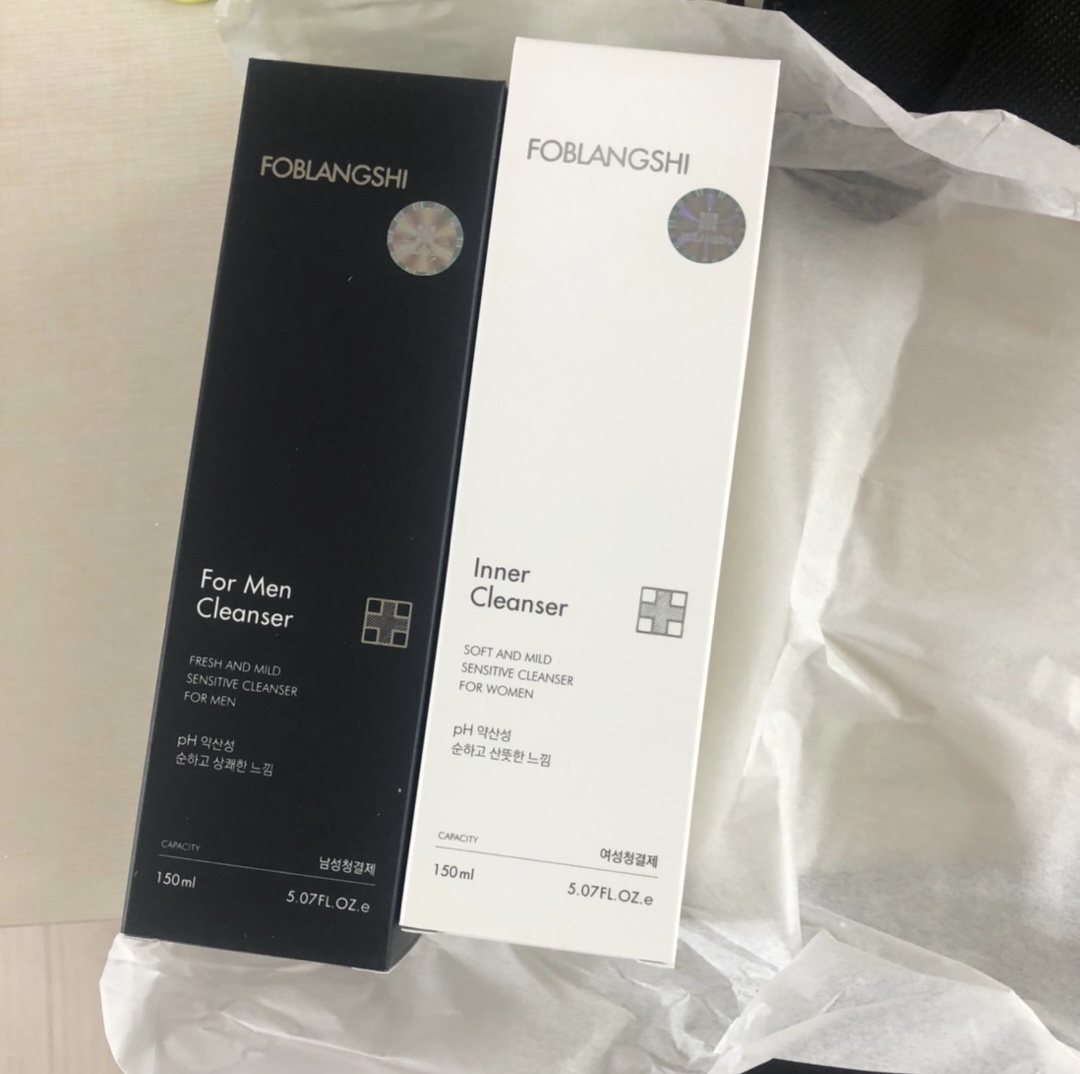 FOBLANGSHI
For Men
Cleanser
FRESH AND MILD
SENSITIVE CLEANSER
FOR MEN
pH 약산성
순하고 상쾌한 느낌
CAPACITY
남성청결제
150ml
5.07FL.OZ.e
FOBLANGSHI
Inner
Cleanser
SOFT AND MILD
SENSITIVE CLEANSER
FOR WOMEN
pH 약산성
순하고 산뜻한 느낌
CAPACITY
여성청결제
150ml
5.07FL.OZ.e